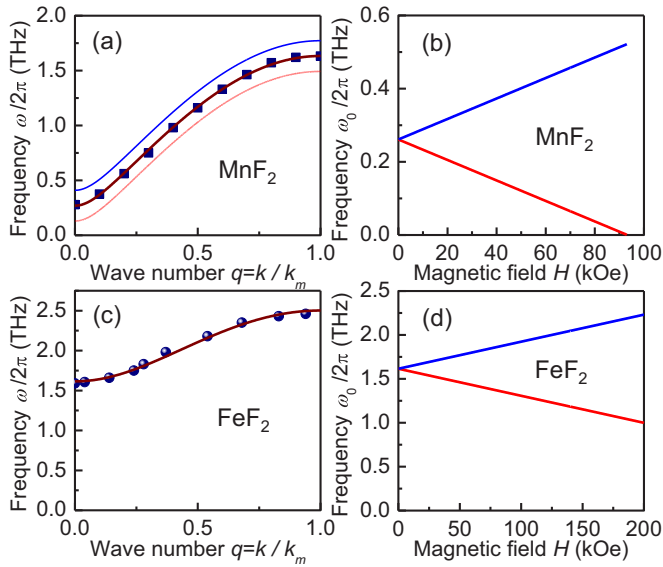 (a)
Frequency ω/2π (THz)
2.0
1.5
1.0
0.5
0.0
MnF₂
0.0 0.5 1.0
Wave number q=k / kₘ
(b)
Frequency ω₀/2π (THz)
0.6
0.4
0.2
0.0
MnF₂
0 20 40 60 80 100
Magnetic field H (kOe)
(c)
Frequency ω/2π (THz)
2.5
2.0
1.5
1.0
0.5
0.0
FeF₂
0.0 0.5 1.0
Wave number q=k / kₘ
(d)
Frequency ω₀/2π (THz)
2.5
2.0
1.5
1.0
0.5
0.0
FeF₂
0 50 100 150 200
Magnetic field H (kOe)